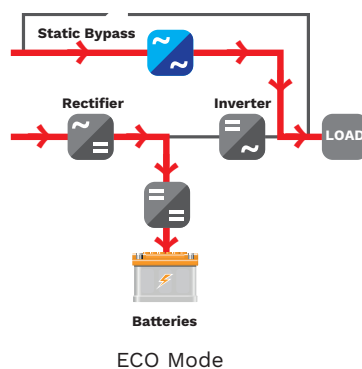 Static Bypass
Rectifier
Inverter
LOAD
Batteries
ECO Mode